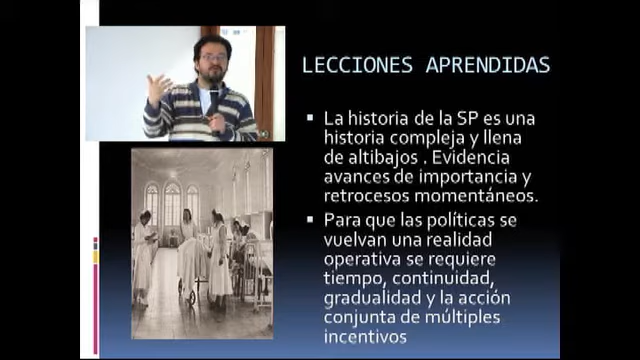 LECCIONES APRENDIDAS
La historia de la SP es una
historia compleja y llena
de altibajos . Evidencia
avances de importancia y
retrocesos momentáneos.
Para que las políticas se
vuelvan una realidad
operativa se requiere
tiempo, continuidad,
gradualidad y la acción
conjunta de múltiples
incentivos